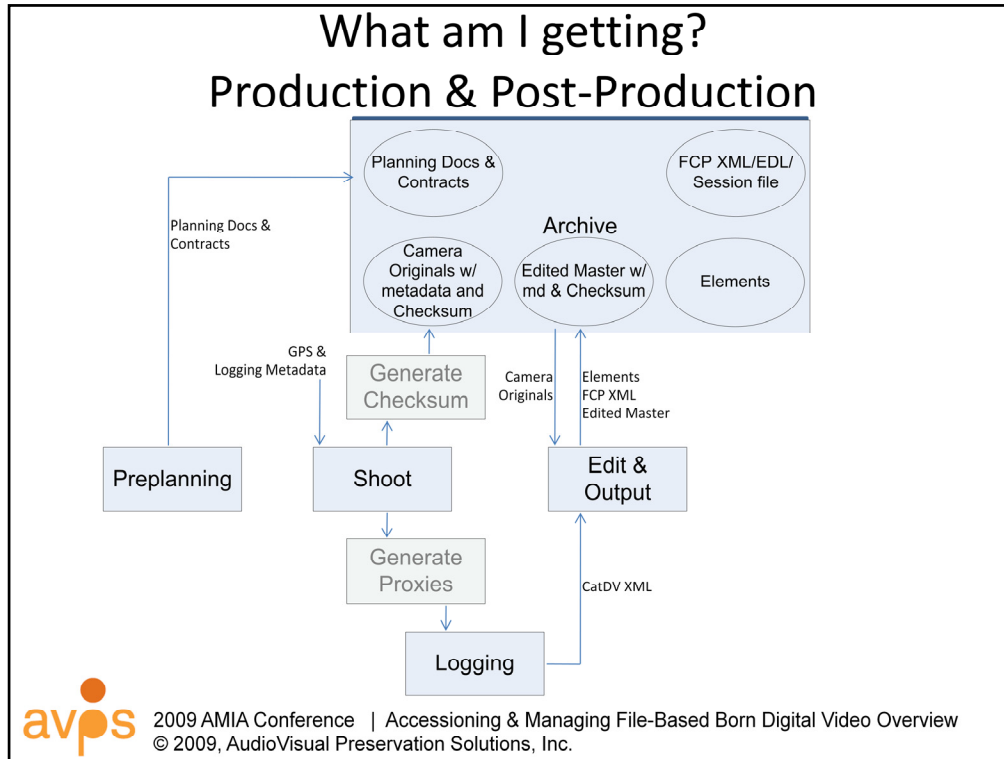 What am I getting?
Production & Post-Production
Planning Docs &
Contracts
FCP XML/EDL/
Session file
Archive
Camera
Originals w/
metadata and
Checksum
Edited Master w/
md & Checksum
Elements
Planning Docs &
Contracts
GPS &
Logging Metadata
Generate
Checksum
Camera
Originals
Elements
FCP XML
Edited Master
Preplanning
Shoot
Edit &
Output
Generate
Proxies
CatDV XML
Logging
avps
2009 AMIA Conference | Accessioning & Managing File-Based Born Digital Video Overview
© 2009, AudioVisual Preservation Solutions, Inc.